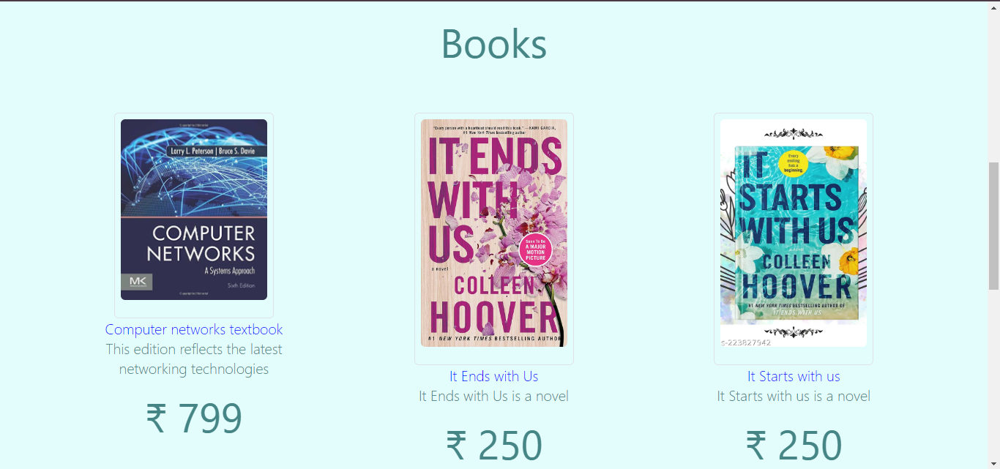 Books
Larry L. Peterson | Bruce S. Davie
COMPUTER
NETWORKS
A Systems Approach
Sixth Edition
MK
Computer networks textbook
This edition reflects the latest
networking technologies
₹ 799
"Every person with a heartbeat should read this book." —KAMI GARCIA,
#1 New York Times bestselling author
IT ENDS
WITH
US
a novel
Soon To Be
A MAJOR
MOTION
PICTURE
COLLEEN
HOOVER
#1 NEW YORK TIMES BESTSELLING AUTHOR
It Ends with Us
It Ends with Us is a novel
₹ 250
Every
ending
has a
beginning.
IT
STARTS
WITH US
a novel
COLLEEN
HOOVER
#1 NEW YORK TIMES BESTSELLING AUTHOR OF
IT ENDS WITH US
s-223827942
It Starts with us
It Starts with us is a novel
₹ 250